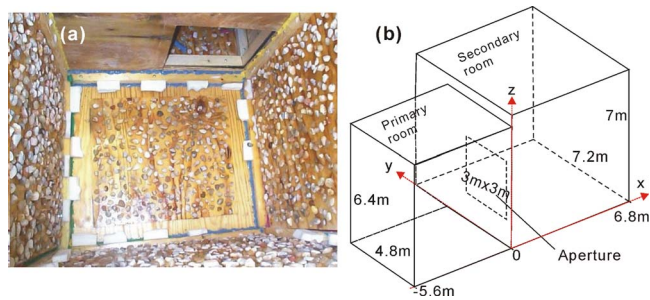 (a)
(b)
Secondary
room
z
Primary
room
7m
y
7.2m
3mx3m
x
6.4m
6.8m
4.8m
0
Aperture
-5.6m